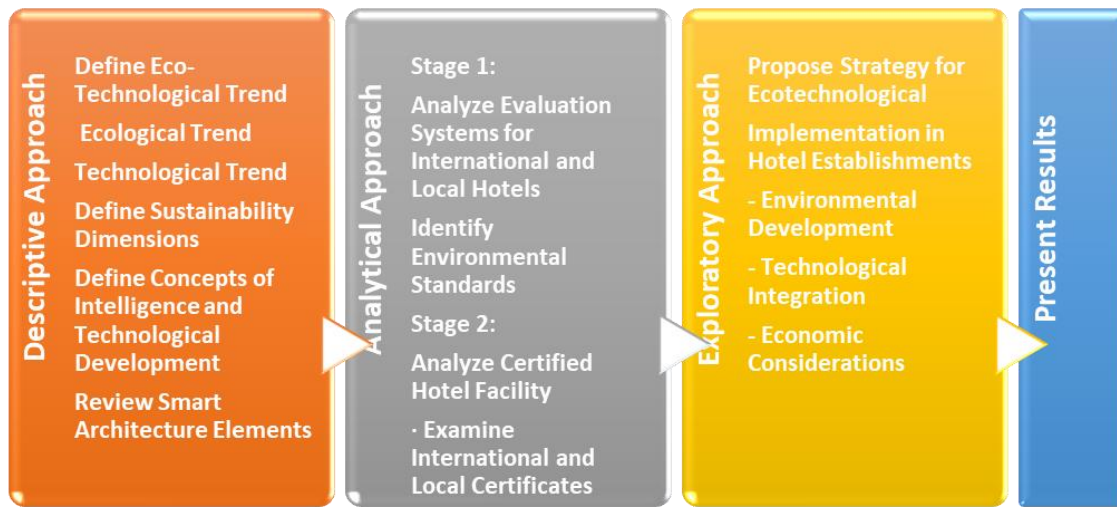 Descriptive Approach
Define Eco-
Technological Trend
Ecological Trend
Technological Trend
Define Sustainability
Dimensions
Define Concepts of
Intelligence and
Technological
Development
Review Smart
Architecture Elements
Analytical Approach
Stage 1:
Analyze Evaluation
Systems for
International and
Local Hotels
Identify
Environmental
Standards
Stage 2:
Analyze Certified
Hotel Facility
· Examine
International and
Local Certificates
Exploratory Approach
Propose Strategy for
Ecotechnological
Implementation in
Hotel Establishments
- Environmental
Development
- Technological
Integration
- Economic
Considerations
Present Results